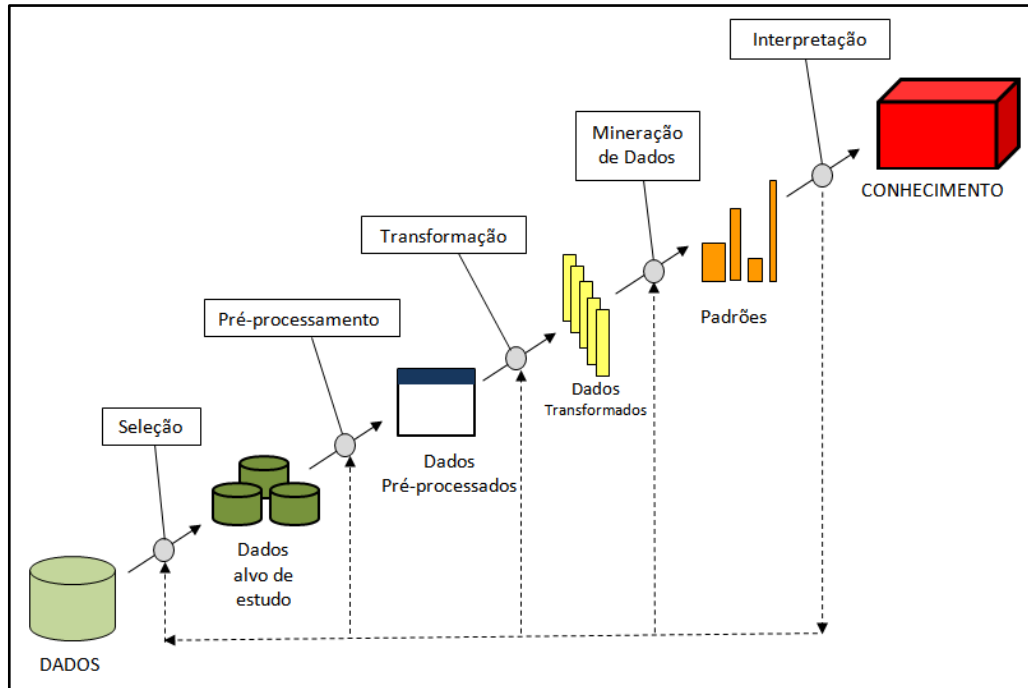 Interpretação
Mineração
de Dados
CONHECIMENTO
Transformação
Padrões
Pré-processamento
Dados
Transformados
Seleção
Dados
Pré-processados
Dados
alvo de
estudo
DADOS